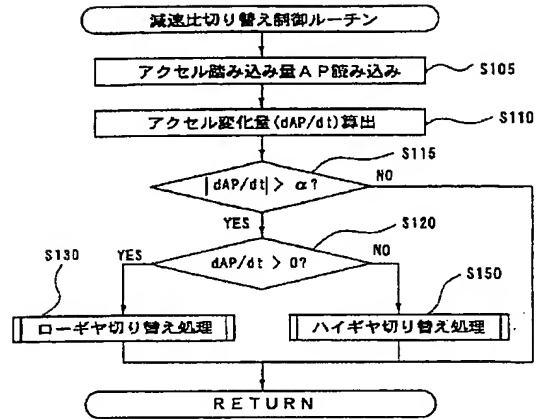 減速比切り替え制御ルーチン
アクセル踏み込み量AP読み込み
S105
アクセル変化量(dAP/dt)算出
S110
|dAP/dt| > α?
S115
NO
YES
dAP/dt > 0?
S120
YES
NO
S130
S150
ローギヤ切り替え処理
ハイギヤ切り替え処理
RETURN